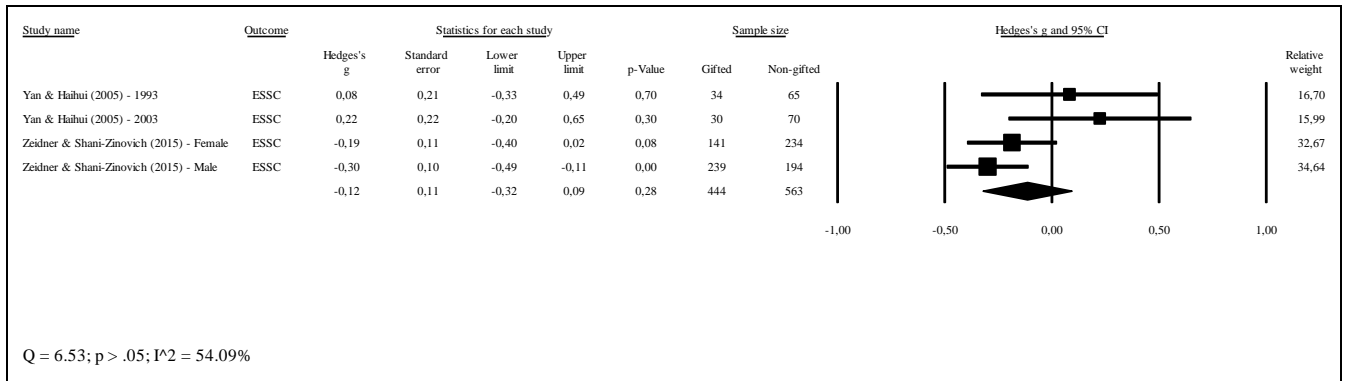 Study name Outcome Statistics for each study Sample size Hedges's g and 95% CI
Hedges's Standard Lower Upper Relative
g error limit limit p-Value Gifted Non-gifted weight
Yan & Haihui (2005) - 1993 ESSC 0,08 0,21 -0,33 0,49 0,70 34 65 16,70
Yan & Haihui (2005) - 2003 ESSC 0,22 0,22 -0,20 0,65 0,30 30 70 15,99
Zeidner & Shani-Zinovich (2015) - Female ESSC -0,19 0,11 -0,40 0,02 0,08 141 234 32,67
Zeidner & Shani-Zinovich (2015) - Male ESSC -0,30 0,10 -0,49 -0,11 0,00 239 194 34,64
-0,12 0,11 -0,32 0,09 0,28 444 563
-1,00 -0,50 0,00 0,50 1,00
Q = 6.53; p > .05; I^2 = 54.09%